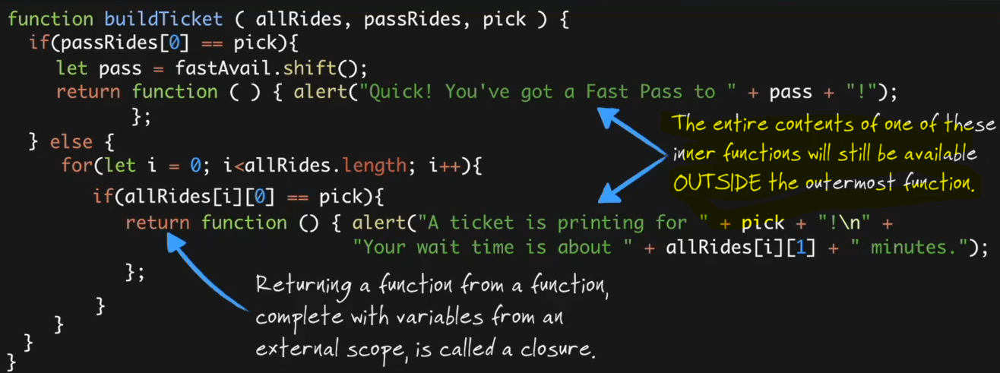 function buildTicket ( allRides, passRides, pick ) {
if(passRides[0] == pick){
let pass = fastAvail.shift();
return function ( ) { alert("Quick! You've got a Fast Pass to " + pass + "!");
};
} else {
for(let i = 0; i<allRides.length; i++){
if(allRides[i][0] == pick){
return function () { alert("A ticket is printing for " + pick + "!\n" +
"Your wait time is about " + allRides[i][1] + " minutes.");
};
}
}
}
}
The entire contents of one of these
inner functions will still be available
OUTSIDE the outermost function.
Returning a function from a function,
complete with variables from an
external scope, is called a closure.